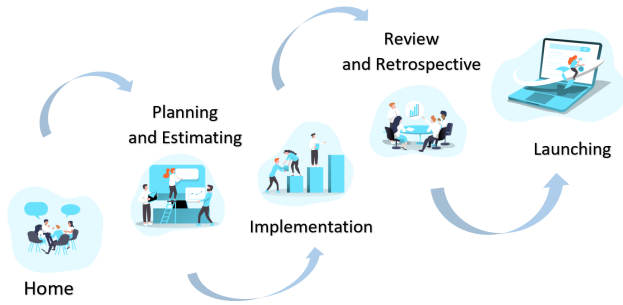 Home
Planning
and Estimating
Implementation
Review
and Retrospective
Launching